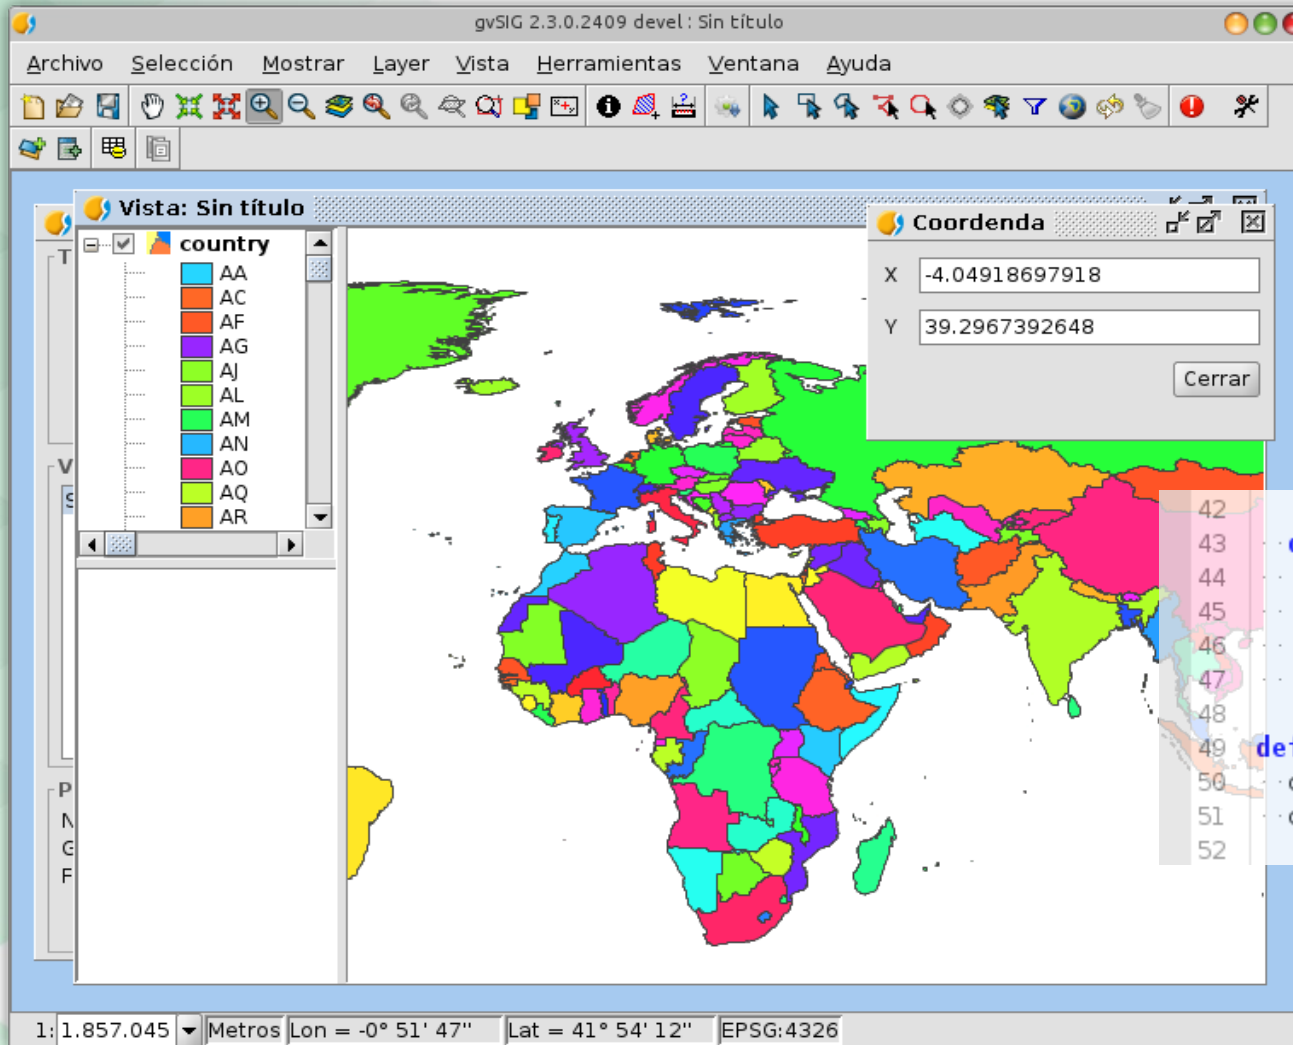 gvSIG 2.3.0.2409 devel : Sin título
Archivo Selección Mostrar Layer Vista Herramientas Ventana Ayuda
Vista: Sin título
country
AA
AC
AF
AG
AJ
AL
AM
AN
AO
AQ
AR
T
V
P
N
G
F
Coordenda
X -4.04918697918
Y 39.2967392648
Cerrar
42
43
44
45
46
47
48
49 def
50
51
52
1: 1.857.045 Metros Lon = -0° 51' 47" Lat = 41° 54' 12" EPSG:4326